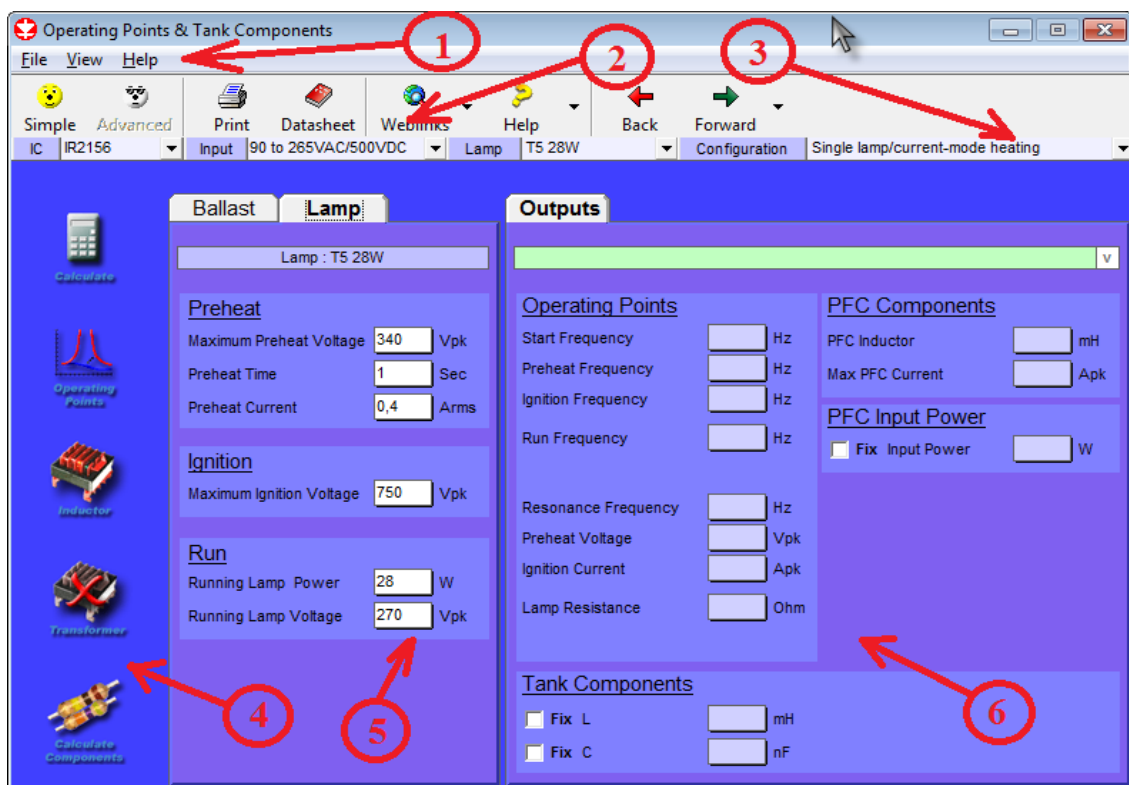 Operating Points & Tank Components
1
2
3
File View Help
Simple Advanced Print Datasheet Weblinks Help Back Forward
IC IR2156 Input 90 to 265VAC/500VDC Lamp T5 28W Configuration Single lamp/current-mode heating
Calculate
Operating
Points
Inductor
Transformer
Calculate
Components
4
Ballast Lamp
Lamp : T5 28W
Preheat
Maximum Preheat Voltage 340 Vpk
Preheat Time 1 Sec
Preheat Current 0,4 Arms
Ignition
Maximum Ignition Voltage 750 Vpk
Run
Running Lamp Power 28 W
Running Lamp Voltage 270 Vpk
5
Outputs
v
Operating Points
Start Frequency Hz
Preheat Frequency Hz
Ignition Frequency Hz
Run Frequency Hz
Resonance Frequency Hz
Preheat Voltage Vpk
Ignition Current Apk
Lamp Resistance Ohm
PFC Components
PFC Inductor mH
Max PFC Current Apk
PFC Input Power
Fix Input Power W
6
Tank Components
Fix L mH
Fix C nF